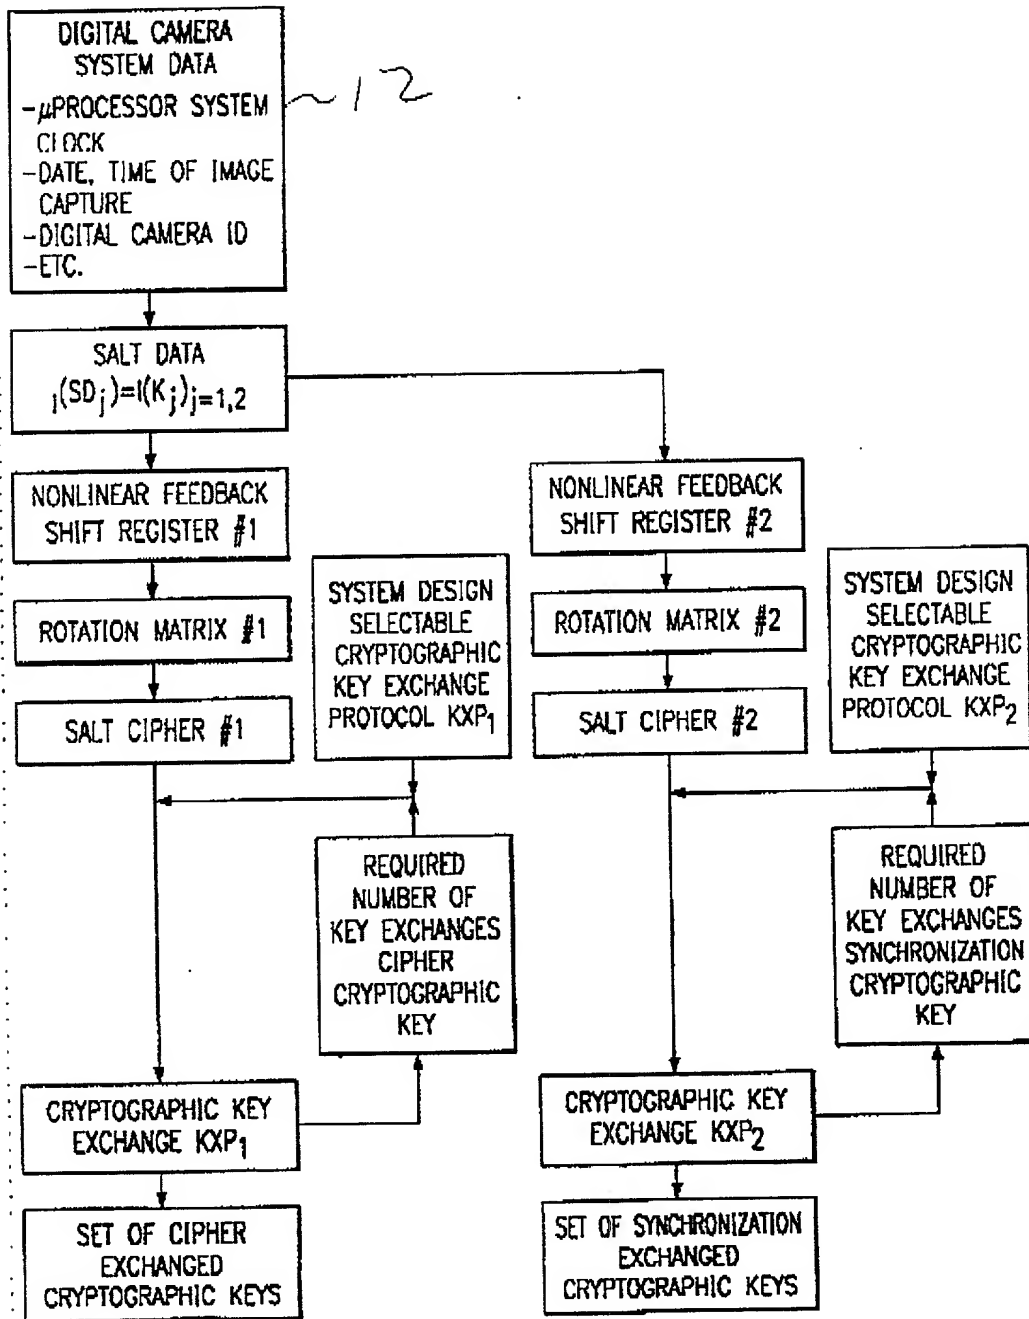 DIGITAL CAMERA
SYSTEM DATA
-μPROCESSOR SYSTEM
CLOCK
-DATE, TIME OF IMAGE
CAPTURE
-DIGITAL CAMERA ID
-ETC.
~12
SALT DATA
I(SDj)=I(Kj)j=1,2
NONLINEAR FEEDBACK
SHIFT REGISTER #1
ROTATION MATRIX #1
SALT CIPHER #1
SYSTEM DESIGN
SELECTABLE
CRYPTOGRAPHIC
KEY EXCHANGE
PROTOCOL KXP1
REQUIRED
NUMBER OF
KEY EXCHANGES
CIPHER
CRYPTOGRAPHIC
KEY
CRYPTOGRAPHIC KEY
EXCHANGE KXP1
SET OF CIPHER
EXCHANGED
CRYPTOGRAPHIC KEYS
NONLINEAR FEEDBACK
SHIFT REGISTER #2
ROTATION MATRIX #2
SALT CIPHER #2
SYSTEM DESIGN
SELECTABLE
CRYPTOGRAPHIC
KEY EXCHANGE
PROTOCOL KXP2
REQUIRED
NUMBER OF
KEY EXCHANGES
SYNCHRONIZATION
CRYPTOGRAPHIC
KEY
CRYPTOGRAPHIC KEY
EXCHANGE KXP2
SET OF SYNCHRONIZATION
EXCHANGED
CRYPTOGRAPHIC KEYS